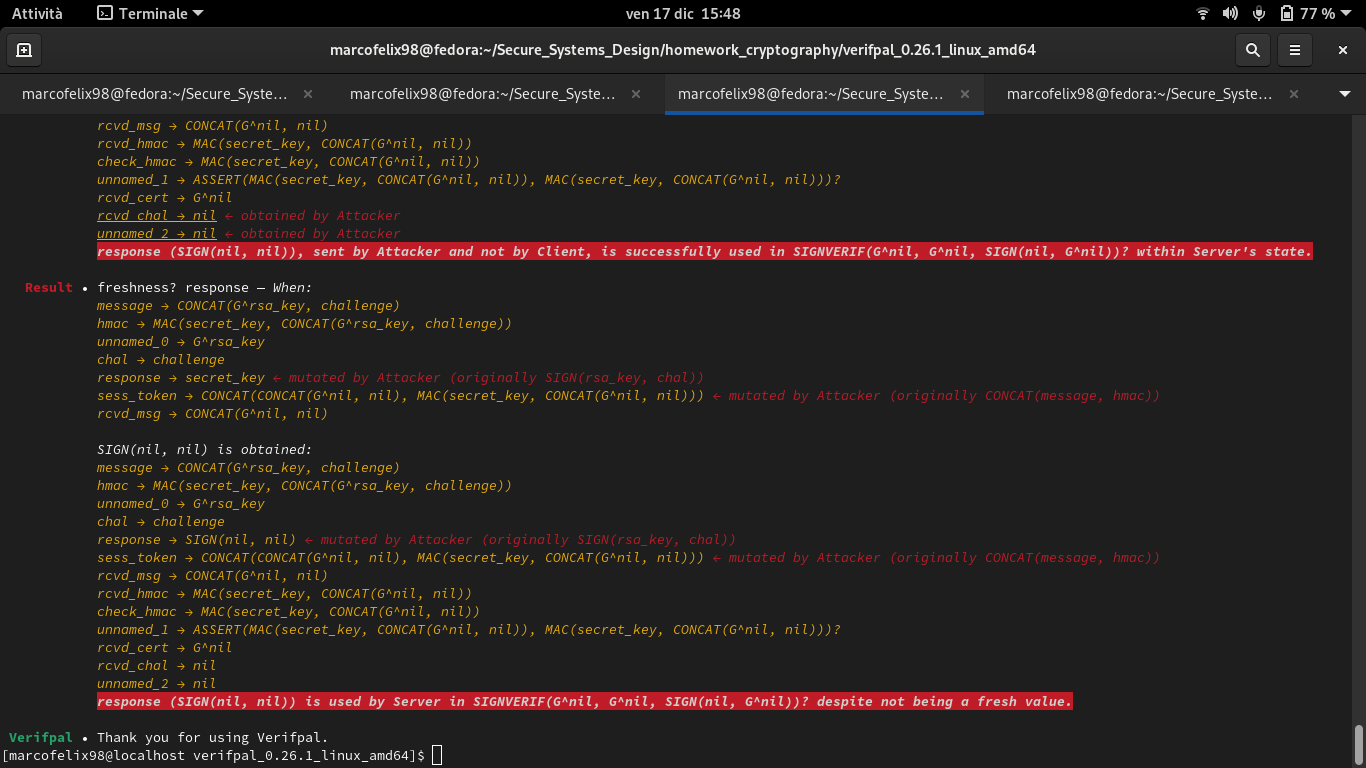 Attività Terminale ven 17 dic 15:48 77 %
marcofelix98@fedora:~/Secure_Systems_Design/homework_cryptography/verifpal_0.26.1_linux_amd64
marcofelix98@fedora:~/Secure_Syste… × marcofelix98@fedora:~/Secure_Syste… × marcofelix98@fedora:~/Secure_Syste… × marcofelix98@fedora:~/Secure_Syste… ×
rcvd_msg → CONCAT(G^nil, nil)
rcvd_hmac → MAC(secret_key, CONCAT(G^nil, nil))
check_hmac → MAC(secret_key, CONCAT(G^nil, nil))
unnamed_1 → ASSERT(MAC(secret_key, CONCAT(G^nil, nil)), MAC(secret_key, CONCAT(G^nil, nil)))?
rcvd_cert → G^nil
rcvd_chal → nil ← obtained by Attacker
unnamed_2 → nil ← obtained by Attacker
response (SIGN(nil, nil)), sent by Attacker and not by Client, is successfully used in SIGNVERIF(G^nil, G^nil, SIGN(nil, G^nil))? within Server's state.
Result • freshness? response — When:
message → CONCAT(G^rsa_key, challenge)
hmac → MAC(secret_key, CONCAT(G^rsa_key, challenge))
unnamed_0 → G^rsa_key
chal → challenge
response → secret_key ← mutated by Attacker (originally SIGN(rsa_key, chal))
sess_token → CONCAT(CONCAT(G^nil, nil), MAC(secret_key, CONCAT(G^nil, nil))) ← mutated by Attacker (originally CONCAT(message, hmac))
rcvd_msg → CONCAT(G^nil, nil)
SIGN(nil, nil) is obtained:
message → CONCAT(G^rsa_key, challenge)
hmac → MAC(secret_key, CONCAT(G^rsa_key, challenge))
unnamed_0 → G^rsa_key
chal → challenge
response → SIGN(nil, nil) ← mutated by Attacker (originally SIGN(rsa_key, chal))
sess_token → CONCAT(CONCAT(G^nil, nil), MAC(secret_key, CONCAT(G^nil, nil))) ← mutated by Attacker (originally CONCAT(message, hmac))
rcvd_msg → CONCAT(G^nil, nil)
rcvd_hmac → MAC(secret_key, CONCAT(G^nil, nil))
check_hmac → MAC(secret_key, CONCAT(G^nil, nil))
unnamed_1 → ASSERT(MAC(secret_key, CONCAT(G^nil, nil)), MAC(secret_key, CONCAT(G^nil, nil)))?
rcvd_cert → G^nil
rcvd_chal → nil
unnamed_2 → nil
response (SIGN(nil, nil)) is used by Server in SIGNVERIF(G^nil, G^nil, SIGN(nil, G^nil))? despite not being a fresh value.
Verifpal • Thank you for using Verifpal.
[marcofelix98@localhost verifpal_0.26.1_linux_amd64]$